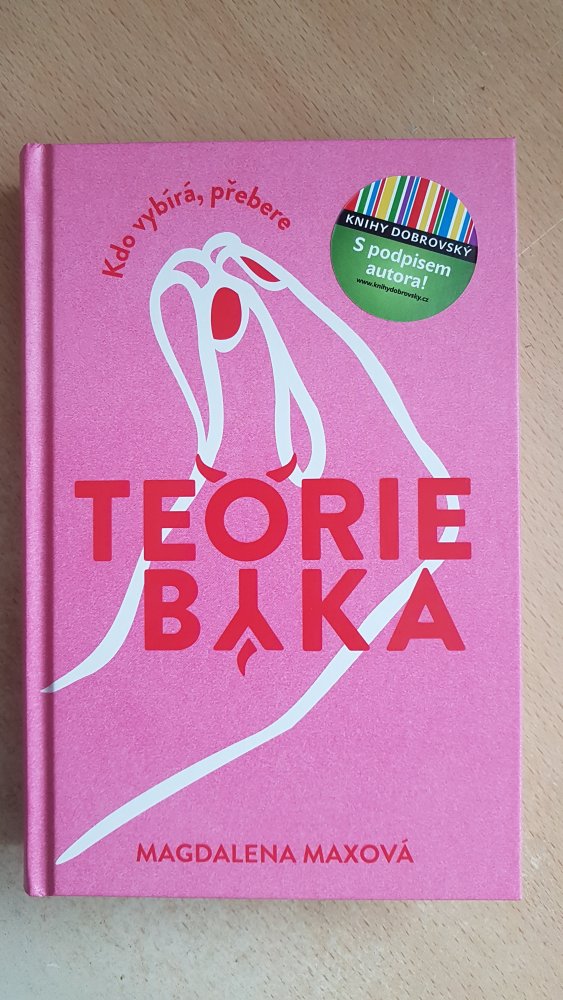 Kdo vybírá, přebere
KNIHY DOBROVSKÝ
S podpisem
autora!
www.knihydobrovsky.cz
TEORIE
BÝKA
MAGDALENA MAXOVÁ